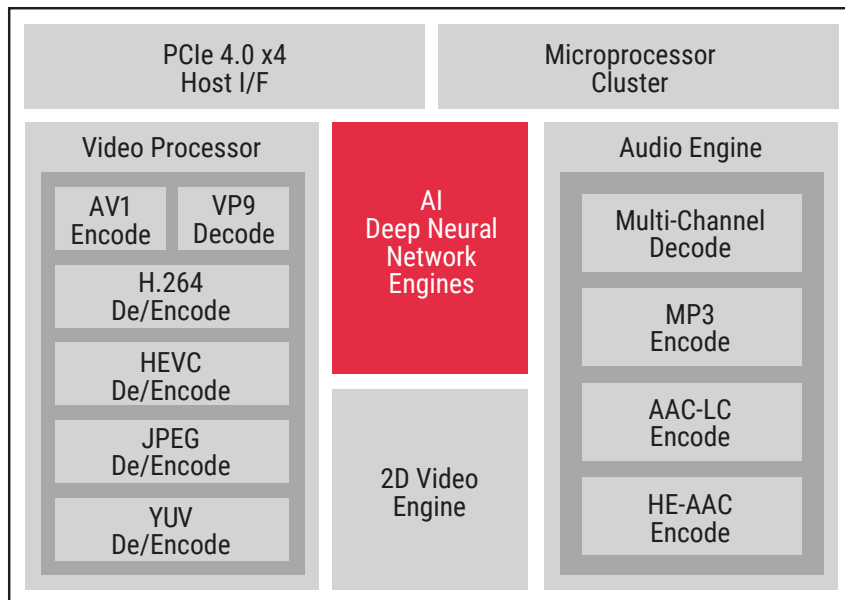 PCIe 4.0 x4
Host I/F
Microprocessor
Cluster
Video Processor
AV1
Encode
VP9
Decode
H.264
De/Encode
HEVC
De/Encode
JPEG
De/Encode
YUV
De/Encode
AI
Deep Neural
Network
Engines
2D Video
Engine
Audio Engine
Multi-Channel
Decode
MP3
Encode
AAC-LC
Encode
HE-AAC
Encode